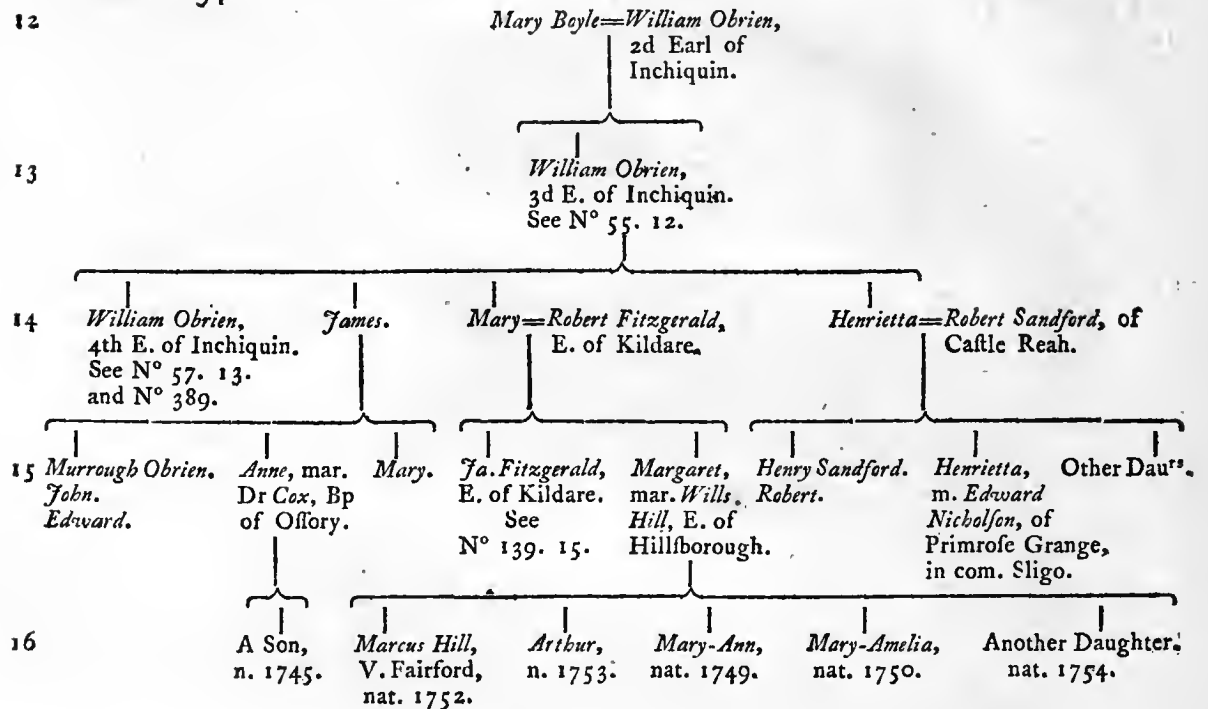 12 Mary Boyle=William Obrien,
2d Earl of
Inchiquin.
13 William Obrien,
3d E. of Inchiquin.
See N° 55. 12.
14 William Obrien, James. Mary=Robert Fitzgerald, Henrietta=Robert Sandford, of
4th E. of Inchiquin. E. of Kildare. Caſtle Reah.
See N° 57. 13.
and N° 389.
15 Murrough Obrien. Anne, mar. Mary. Ja. Fitzgerald, Margaret, Henry Sandford. Henrietta, Other Dauʳˢ.
John. Dr Cox, Bp E. of Kildare. mar. Wills Robert. m. Edward
Edward. of Oſſory. See Hill, E. of Nicholſon, of
N° 139. 15. Hillſborough. Primroſe Grange,
in com. Sligo.
16 A Son, Marcus Hill, Arthur, Mary-Ann, Mary-Amelia, Another Daughter.
n. 1745. V. Fairford, n. 1753. nat. 1749. nat. 1750. nat. 1754.
nat. 1752.